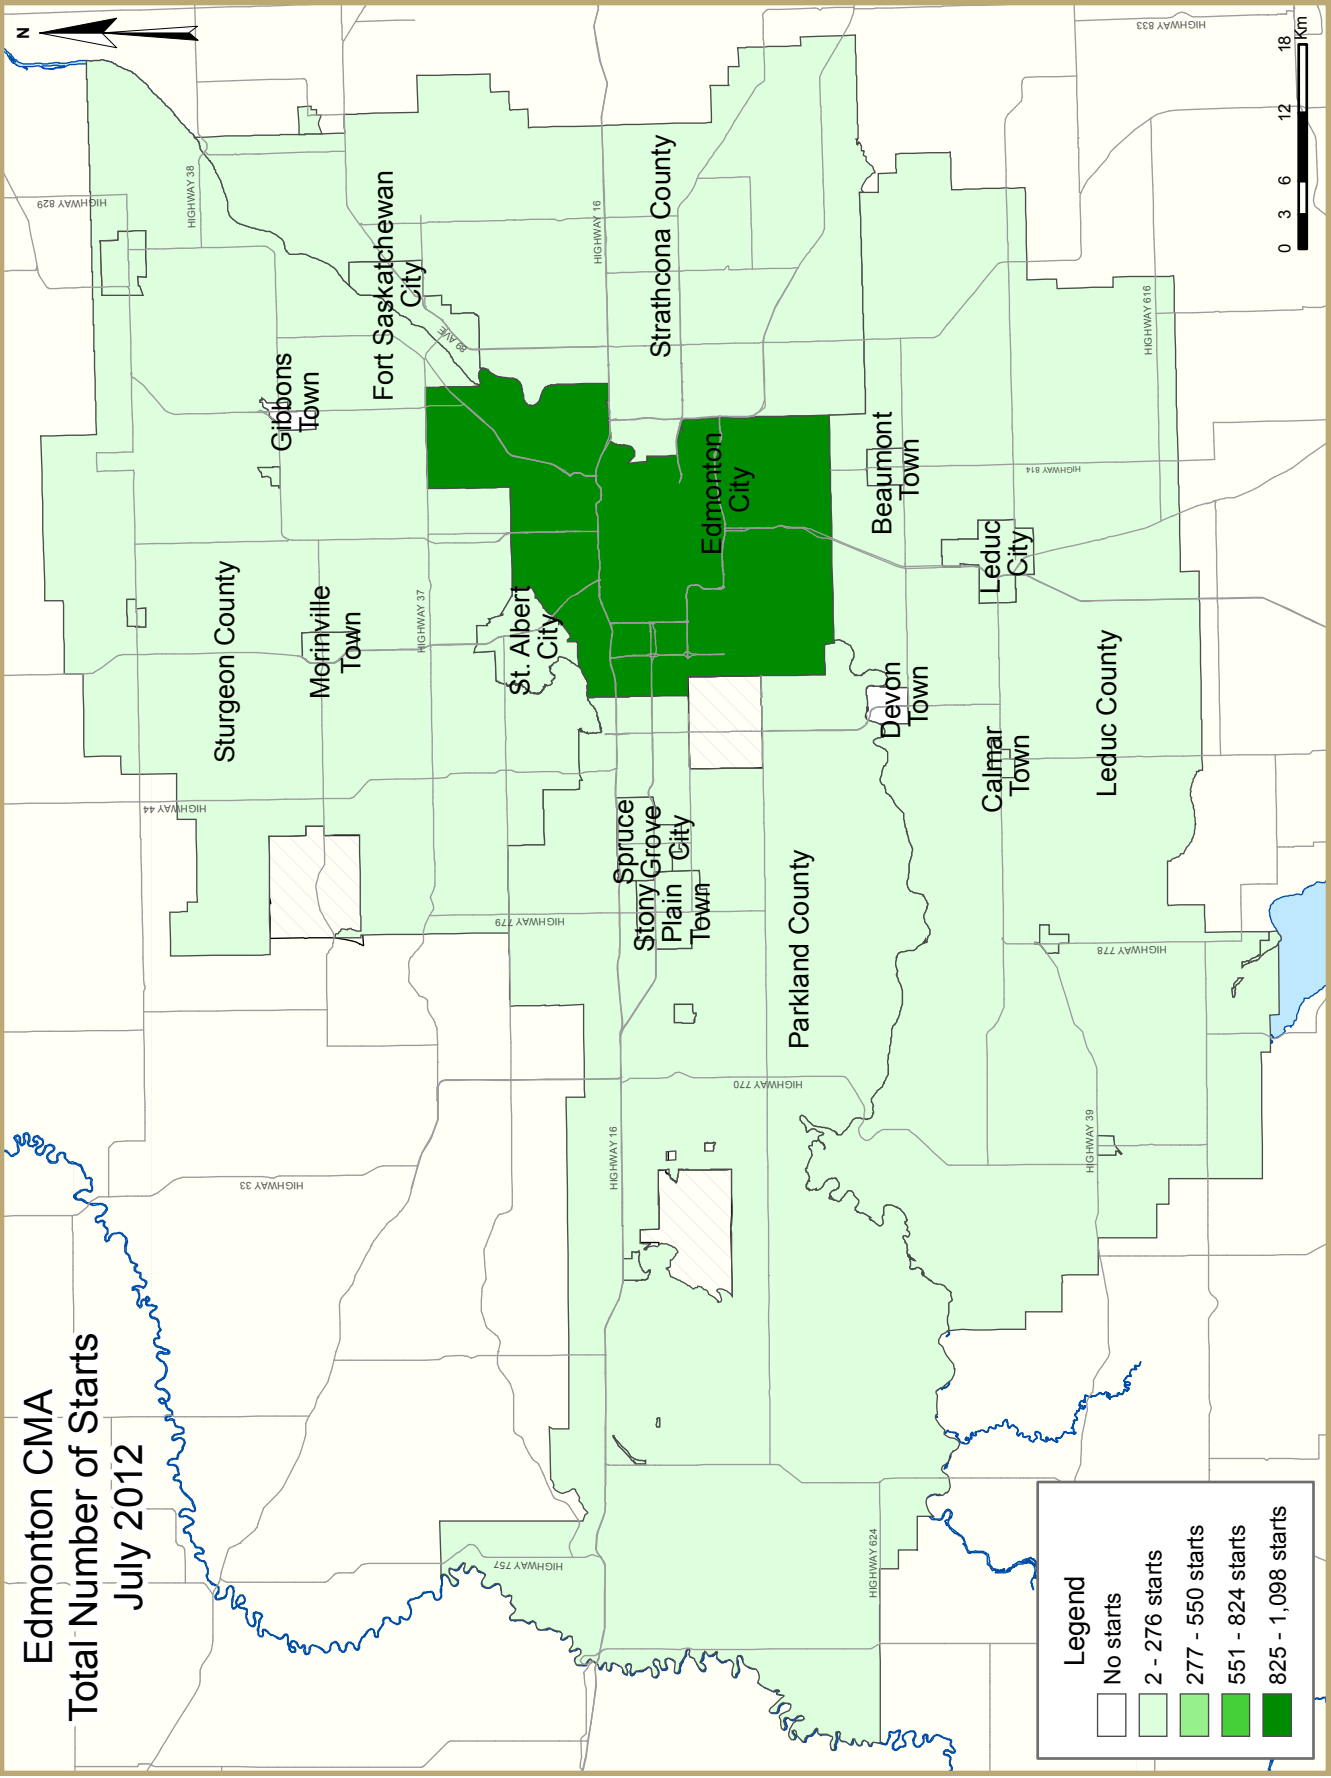 Edmonton CMA
Total Number of Starts
July 2012
N
HIGHWAY 829
HIGHWAY 38
HIGHWAY 833
HIGHWAY 44
Sturgeon County
Gibbons
Town
Morinville
Town
Fort Saskatchewan
City
89 AVE
HIGHWAY 37
HIGHWAY 33
HIGHWAY 779
St. Albert
City
HIGHWAY 16
Strathcona County
HIGHWAY 757
HIGHWAY 16
Spruce
Grove
City
Stony
Plain
Town
Edmonton
City
HIGHWAY 770
Parkland County
Beaumont
Town
Devon
Town
HIGHWAY 624
Leduc
City
Calmar
Town
HIGHWAY 814
Leduc County
HIGHWAY 39
HIGHWAY 778
HIGHWAY 616
Legend
No starts
2 - 276 starts
277 - 550 starts
551 - 824 starts
825 - 1,098 starts
0 3 6 12 18
Km